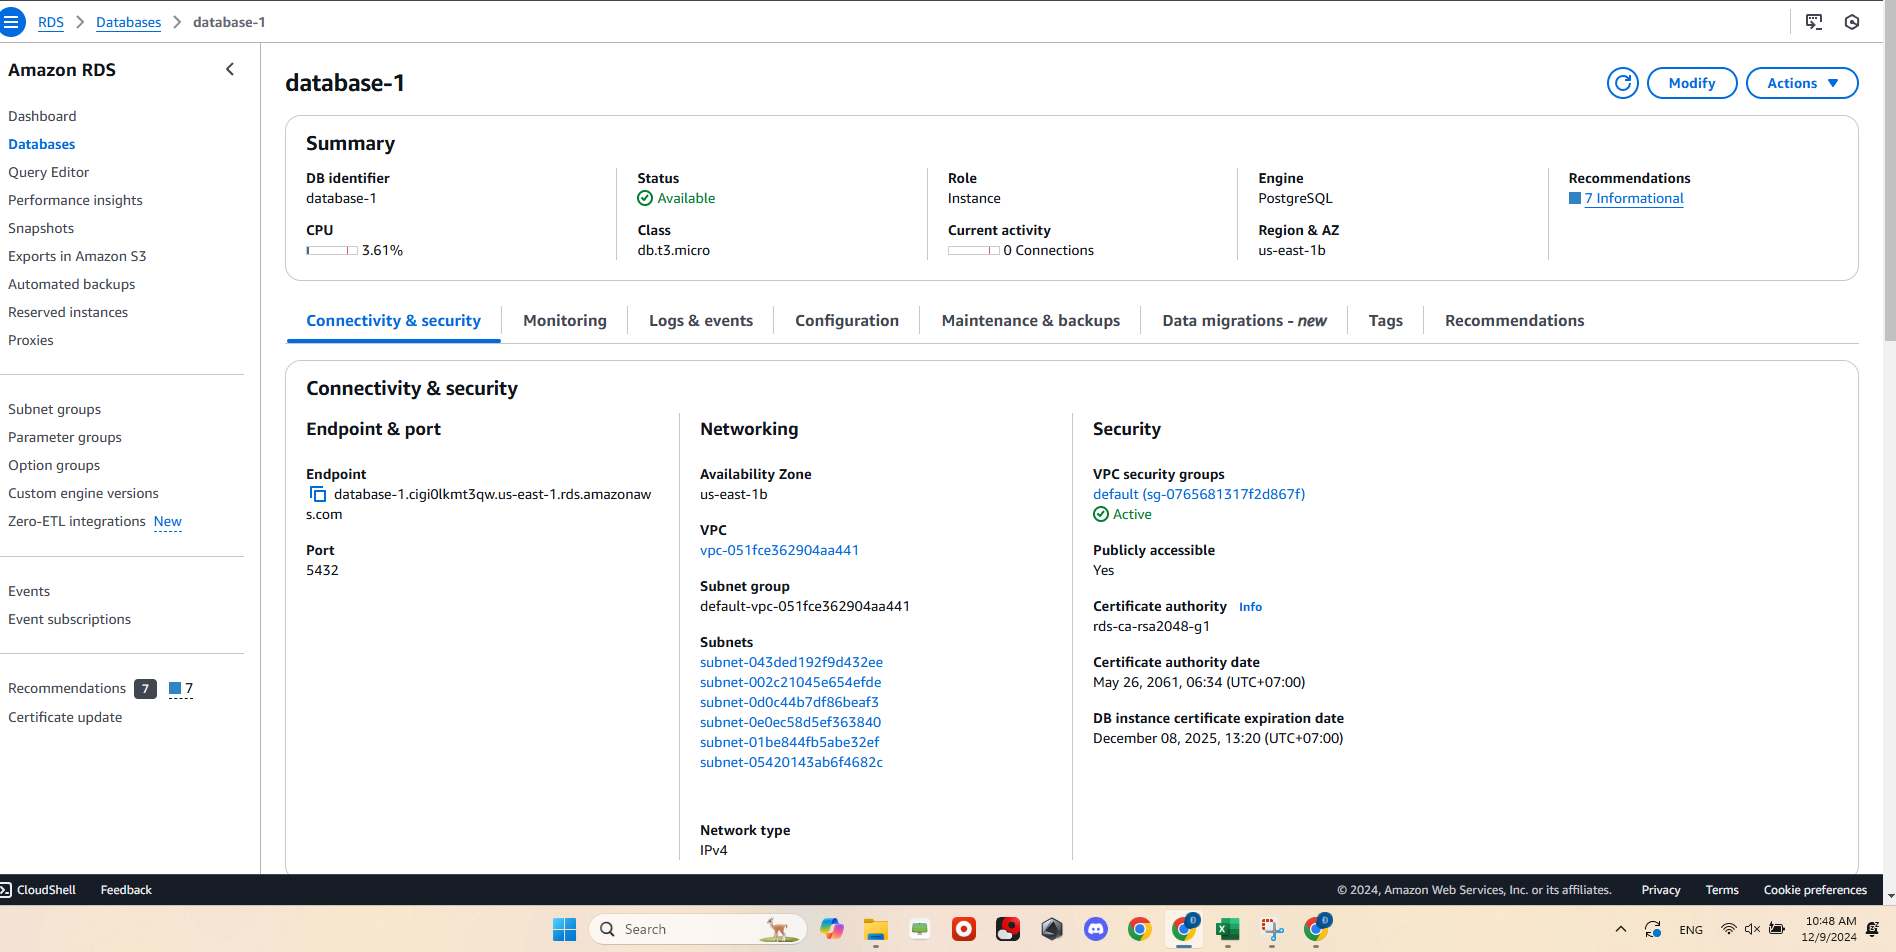 RDS > Databases > database-1
Amazon RDS
Dashboard
Databases
Query Editor
Performance insights
Snapshots
Exports in Amazon S3
Automated backups
Reserved instances
Proxies
Subnet groups
Parameter groups
Option groups
Custom engine versions
Zero-ETL integrations New
Events
Event subscriptions
Recommendations 7 7
Certificate update
database-1
Modify
Actions
Summary
DB identifier
database-1
CPU
3.61%
Status
Available
Class
db.t3.micro
Role
Instance
Current activity
0 Connections
Engine
PostgreSQL
Region & AZ
us-east-1b
Recommendations
7 Informational
Connectivity & security
Monitoring
Logs & events
Configuration
Maintenance & backups
Data migrations - new
Tags
Recommendations
Connectivity & security
Endpoint & port
Endpoint
database-1.cigi0lkmt3qw.us-east-1.rds.amazonaw
s.com
Port
5432
Networking
Availability Zone
us-east-1b
VPC
vpc-051fce362904aa441
Subnet group
default-vpc-051fce362904aa441
Subnets
subnet-043ded192f9d432ee
subnet-002c21045e654efde
subnet-0d0c44b7df86beaf3
subnet-0e0ec58d5ef363840
subnet-01be844fb5abe32ef
subnet-05420143ab6f4682c
Network type
IPv4
Security
VPC security groups
default (sg-0765681317f2d867f)
Active
Publicly accessible
Yes
Certificate authority Info
rds-ca-rsa2048-g1
Certificate authority date
May 26, 2061, 06:34 (UTC+07:00)
DB instance certificate expiration date
December 08, 2025, 13:20 (UTC+07:00)
CloudShell Feedback
© 2024, Amazon Web Services, Inc. or its affiliates. Privacy Terms Cookie preferences
Search
ENG
10:48 AM
12/9/2024